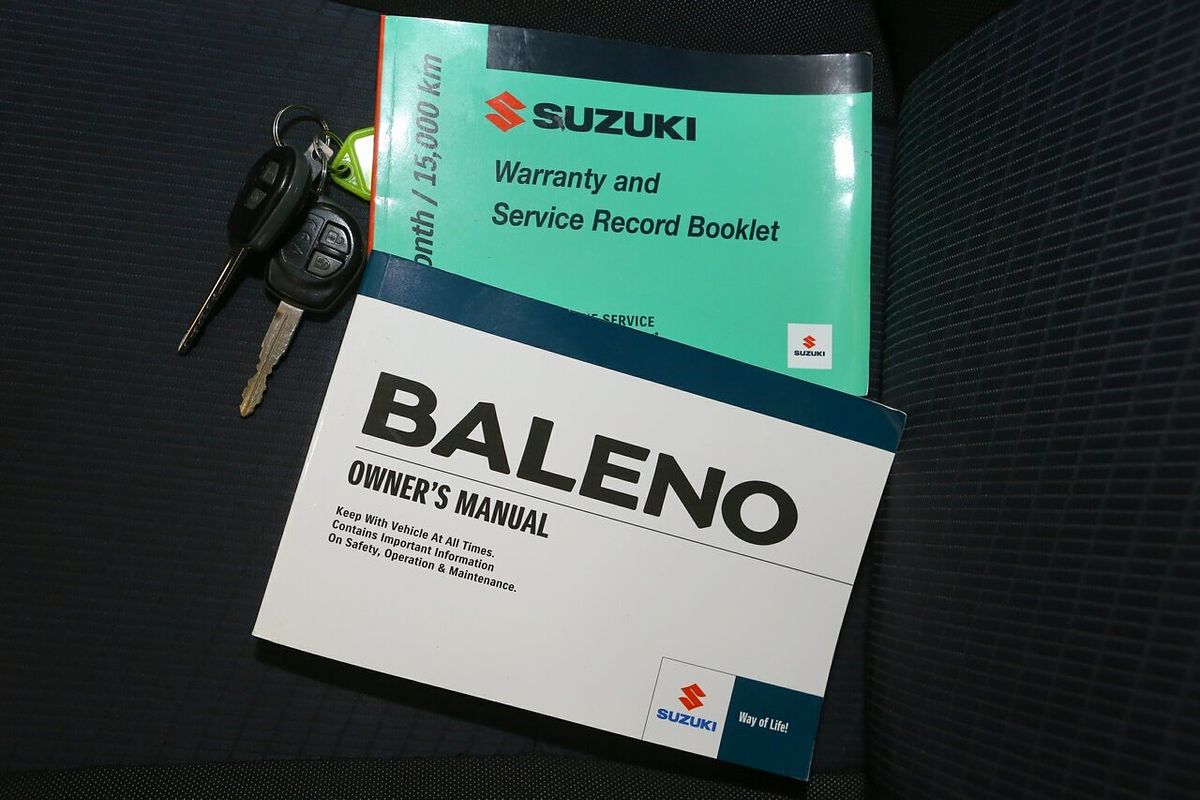 onth / 15,000 km
SUZUKI
Warranty and
Service Record Booklet
SERVICE
SUZUKI
BALENO
OWNER'S MANUAL
Keep With Vehicle At All Times.
Contains Important Information
On Safety, Operation & Maintenance.
SUZUKI
Way of Life!